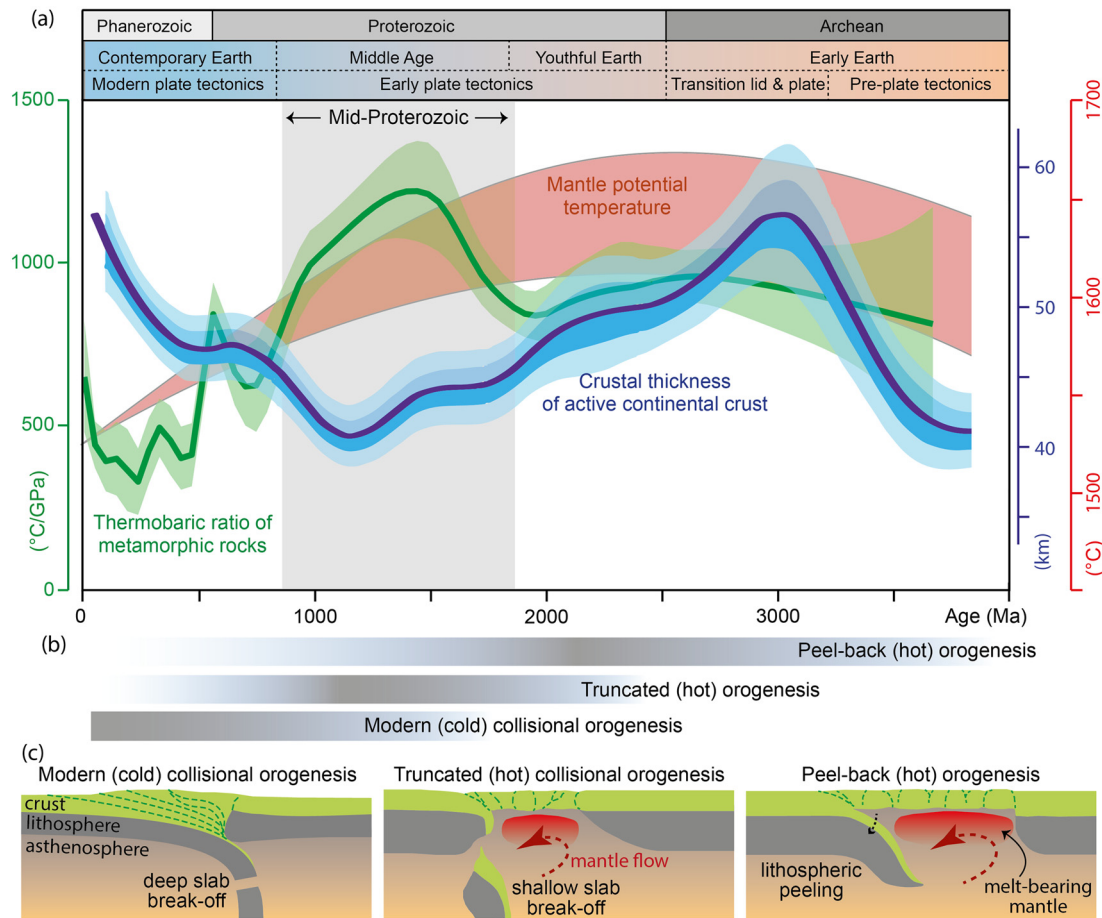 (a)
Phanerozoic
Proterozoic
Archean
Contemporary Earth
Middle Age
Youthful Earth
Early Earth
Modern plate tectonics
Early plate tectonics
Transition lid & plate
Pre-plate tectonics
Mid-Proterozoic
1500
1000
500
0
(°C/GPa)
1700
1600
1500
(°C)
60
50
40
(km)
Mantle potential
temperature
Crustal thickness
of active continental crust
Thermobaric ratio of
metamorphic rocks
0
1000
2000
3000
Age (Ma)
(b)
Peel-back (hot) orogenesis
Truncated (hot) orogenesis
Modern (cold) collisional orogenesis
(c)
Modern (cold) collisional orogenesis
crust
lithosphere
asthenosphere
deep slab
break-off
Truncated (hot) collisional orogenesis
mantle flow
shallow slab
break-off
Peel-back (hot) orogenesis
lithospheric
peeling
melt-bearing
mantle